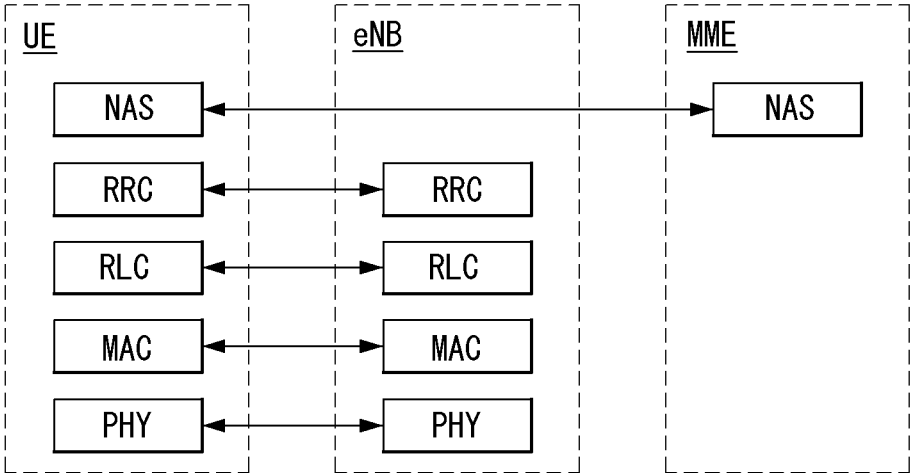 UE eNB MME
NAS NAS
RRC RRC
RLC RLC
MAC MAC
PHY PHY